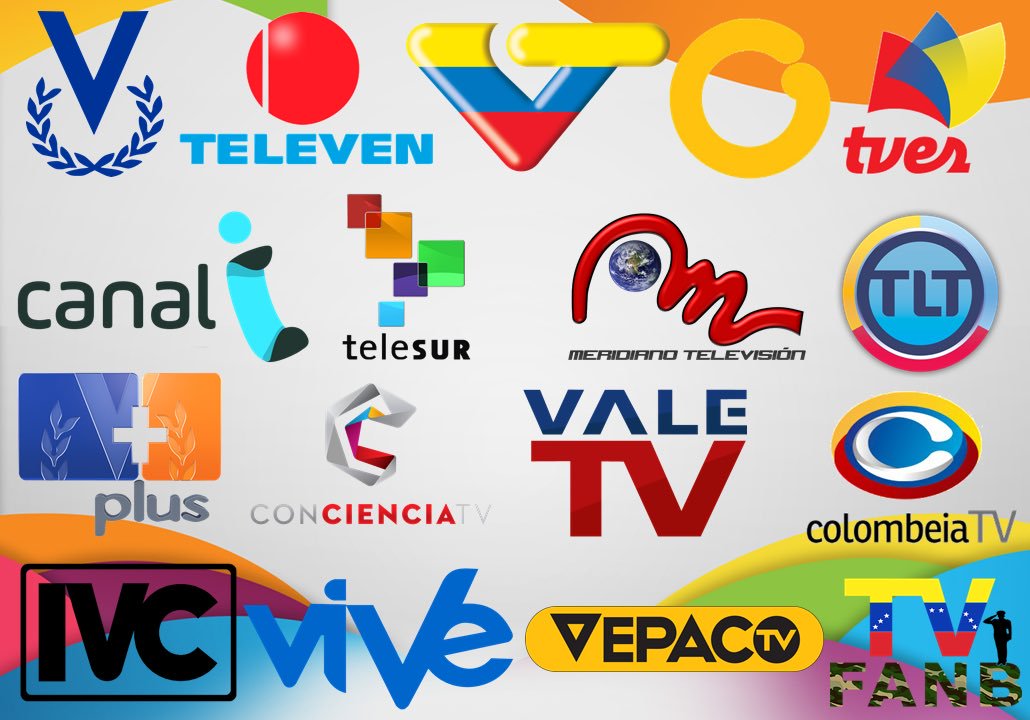 V
TELEVEN
tves
canal i
teleSUR
MERIDIANO TELEVISIÓN
TLT
V+
plus
CONCIENCIATV
VALE
TV
C
colombeiaTV
IVC
vive
VEPACO TV
TV
FANB